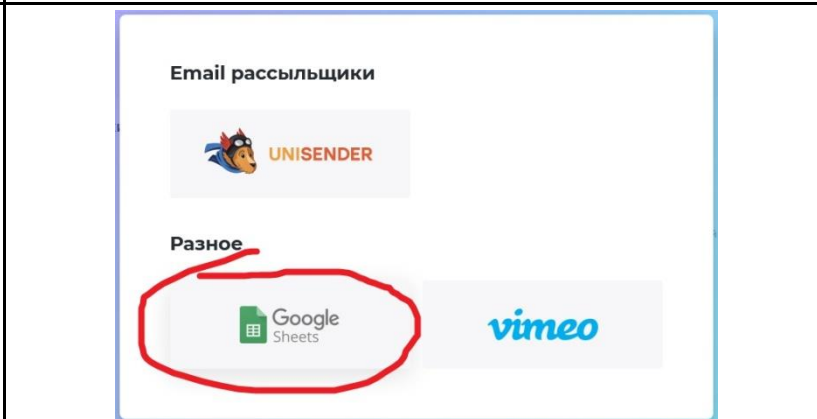 Email рассыльщики
UNISENDER
Разное
Google
Sheets
vimeo